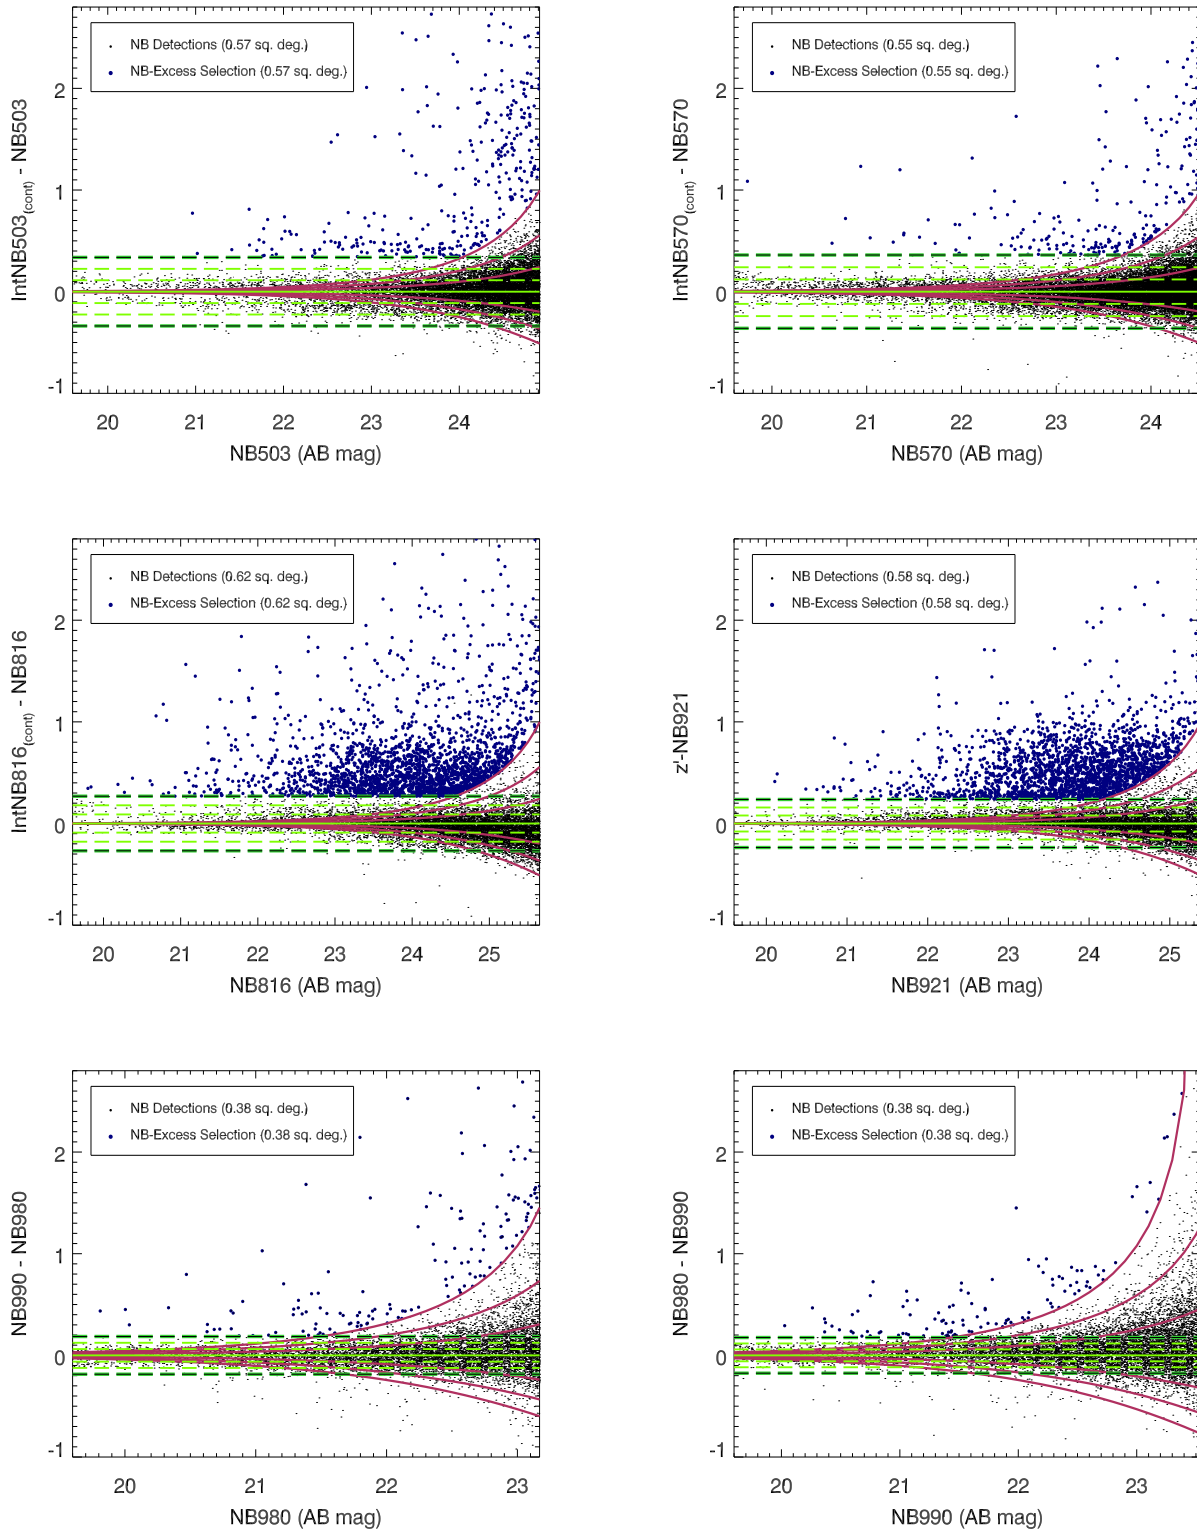 NB Detections (0.57 sq. deg.)
NB-Excess Selection (0.57 sq. deg.)
IntNB503(cont) - NB503
2
1
0
-1
20 21 22 23 24
NB503 (AB mag)
NB Detections (0.55 sq. deg.)
NB-Excess Selection (0.55 sq. deg.)
IntNB570(cont) - NB570
2
1
0
-1
20 21 22 23 24
NB570 (AB mag)
NB Detections (0.62 sq. deg.)
NB-Excess Selection (0.62 sq. deg.)
IntNB816(cont) - NB816
2
1
0
-1
20 21 22 23 24 25
NB816 (AB mag)
NB Detections (0.58 sq. deg.)
NB-Excess Selection (0.58 sq. deg.)
z'-NB921
2
1
0
-1
20 21 22 23 24 25
NB921 (AB mag)
NB Detections (0.38 sq. deg.)
NB-Excess Selection (0.38 sq. deg.)
NB990 - NB980
2
1
0
-1
20 21 22 23
NB980 (AB mag)
NB Detections (0.38 sq. deg.)
NB-Excess Selection (0.38 sq. deg.)
NB980 - NB990
2
1
0
-1
20 21 22 23
NB990 (AB mag)